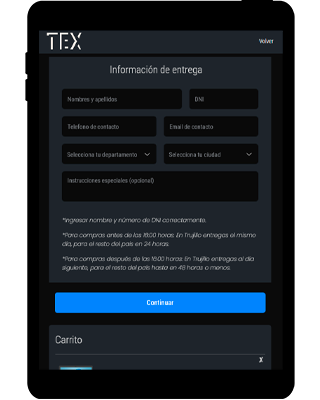 TEX
Volver
Información de entrega
Nombres y apellidos
DNI
Telefono de contacto
Email de contacto
Selecciona tu departamento
Selecciona tu ciudad
Instrucciones especiales (opcional)
*Ingresar nombre y número de DNI correctamente.
*Para compras antes de las 18:00 horas: En Trujillo entregas el mismo
día, para el resto del país en 24 horas.
*Para compras después de las 18:00 horas: En Trujillo entregas al día
siguiente, para el resto del país hasta en 48 horas o menos.
Continuar
Carrito
X